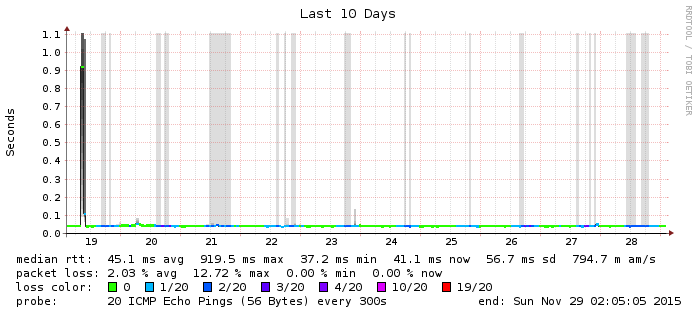 Last 10 Days
RRDTOOL / TOBI OETIKER
Seconds
1.1
1.0
0.9
0.8
0.7
0.6
0.5
0.4
0.3
0.2
0.1
0.0
19 20 21 22 23 24 25 26 27 28
median rtt: 45.1 ms avg 919.5 ms max 37.2 ms min 41.1 ms now 56.7 ms sd 794.7 m am/s
packet loss: 2.03 % avg 12.72 % max 0.00 % min 0.00 % now
loss color: 0 1/20 2/20 3/20 4/20 10/20 19/20
probe: 20 ICMP Echo Pings (56 Bytes) every 300s end: Sun Nov 29 02:05:05 2015